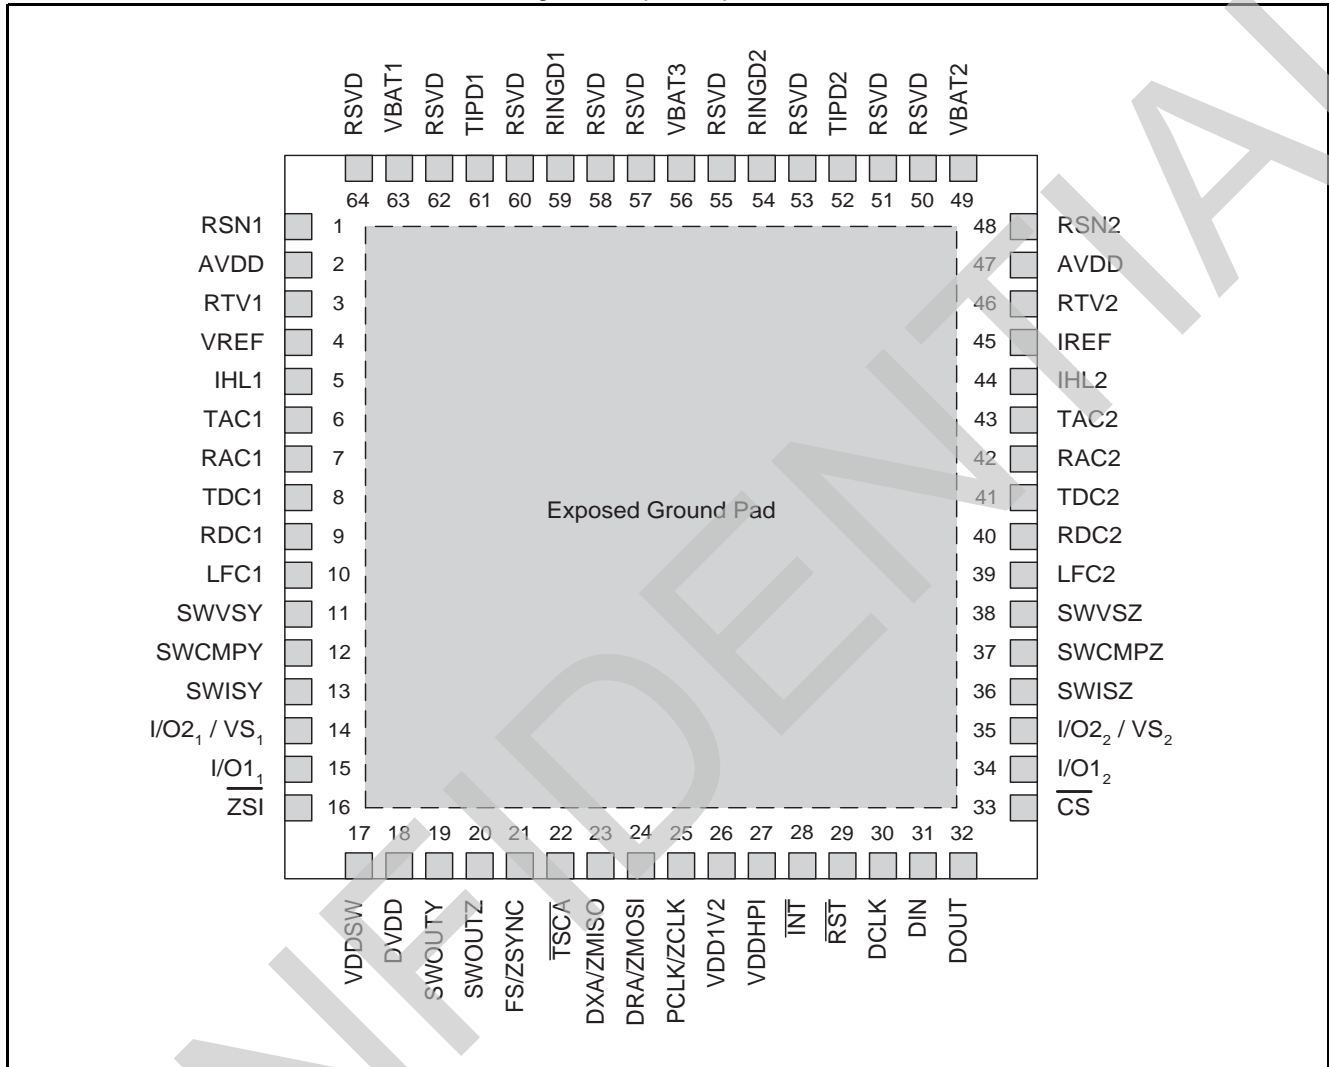 RSVD VBAT1 RSVD TIPD1 RSVD RINGD1 RSVD RSVD VBAT3 RSVD RINGD2 RSVD TIPD2 RSVD RSVD VBAT2
64 63 62 61 60 59 58 57 56 55 54 53 52 51 50 49
RSN1 1 48 RSN2
AVDD 2 47 AVDD
RTV1 3 46 RTV2
VREF 4 45 IREF
IHL1 5 44 IHL2
TAC1 6 43 TAC2
RAC1 7 42 RAC2
TDC1 8 41 TDC2
Exposed Ground Pad
RDC1 9 40 RDC2
LFC1 10 39 LFC2
SWVSY 11 38 SWVSZ
SWCMPY 12 37 SWCMPZ
SWISY 13 36 SWISZ
I/O2₁ / VS₁ 14 35 I/O2₂ / VS₂
I/O1₁ 15 34 I/O1₂
ZSI 16 33 CS
17 18 19 20 21 22 23 24 25 26 27 28 29 30 31 32
VDDSW DVDD SWOUTY SWOUTZ FS/ZSYNC TSCA DXA/ZMISO DRA/ZMOSI PCLK/ZCLK VDD1V2 VDDHPI INT RST DCLK DIN DOUT
NFIDENTIA